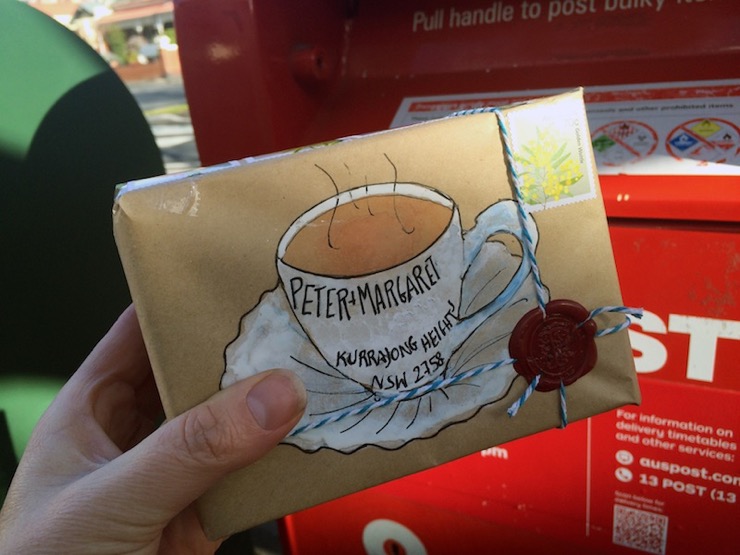 Pull handle to post bulky
PETER+MARGARET
KURRAJONG HEIGHTS
NSW 2758
ST
For information on
delivery timetables
and other services:
auspost.com
13 POST (13
pm